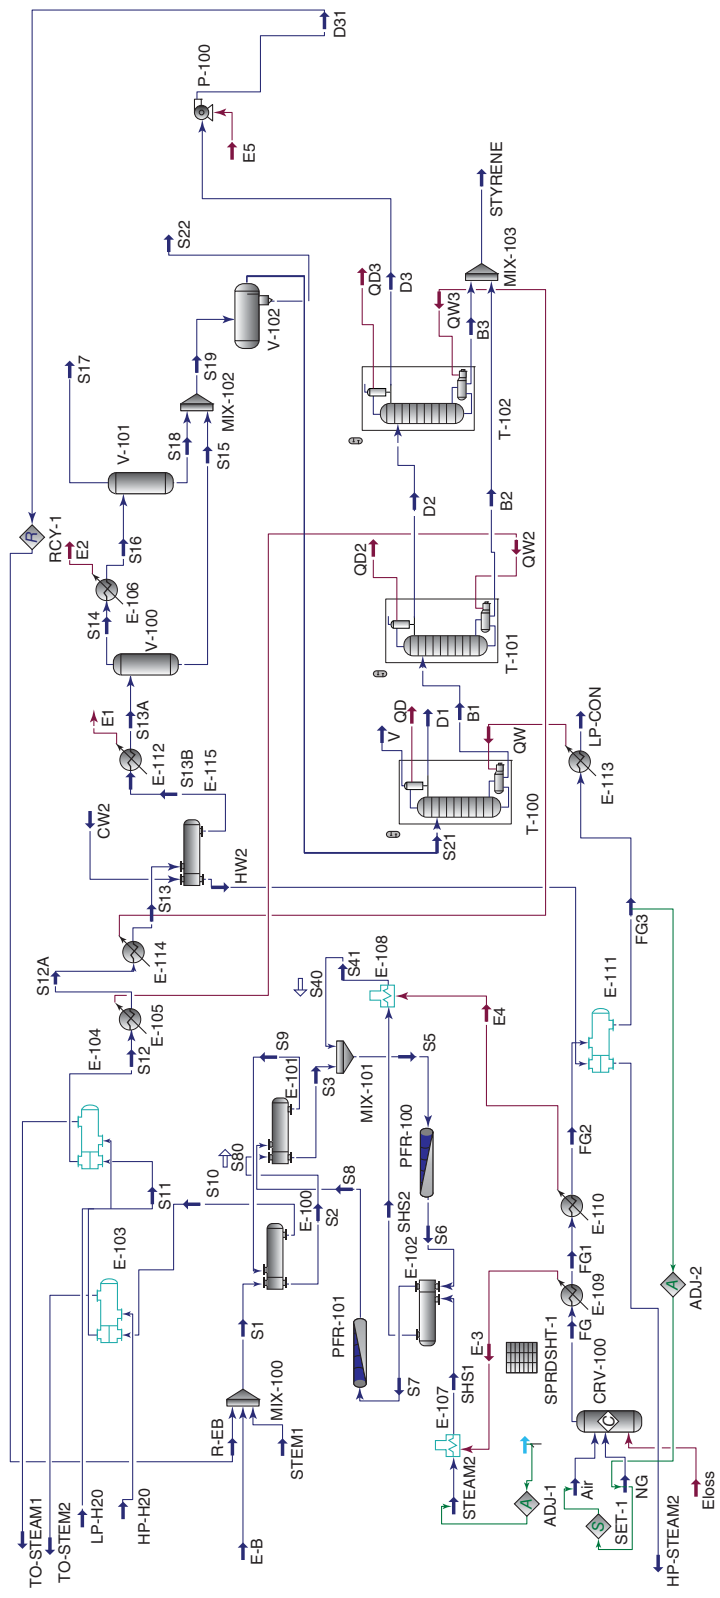 TO-STEAM1
TO-STEM2
LP-H20
HP-H20
E-B
R-EB
STEM1
MIX-100
S1
E-103
S11
E-104
S10
S80
E-100
S2
S9
E-101
S3
S8
PFR-101
S7
E-102
S6
PFR-100
S5
MIX-101
S40
S41
E-108
SHS2
SHS1
E-107
STEAM2
ADJ-1
A
E-3
E4
SPRDSHT-1
CRV-100
C
Air
NG
SET-1
S
Eloss
HP-STEAM2
FG
E-109
FG1
E-110
FG2
E-111
FG3
ADJ-2
A
E-113
LP-CON
S12
E-105
S12A
E-114
S13
HW2
CW2
E-115
S13B
E-112
E1
S13A
V-100
S14
E-106
E2
S16
RCY-1
R
V-101
S17
S18
S15
MIX-102
S19
V-102
S22
S21
T-100
V
QD
D1
B1
QW
T-101
QD2
D2
B2
QW2
T-102
QD3
D3
QW3
B3
MIX-103
STYRENE
E5
P-100
D31